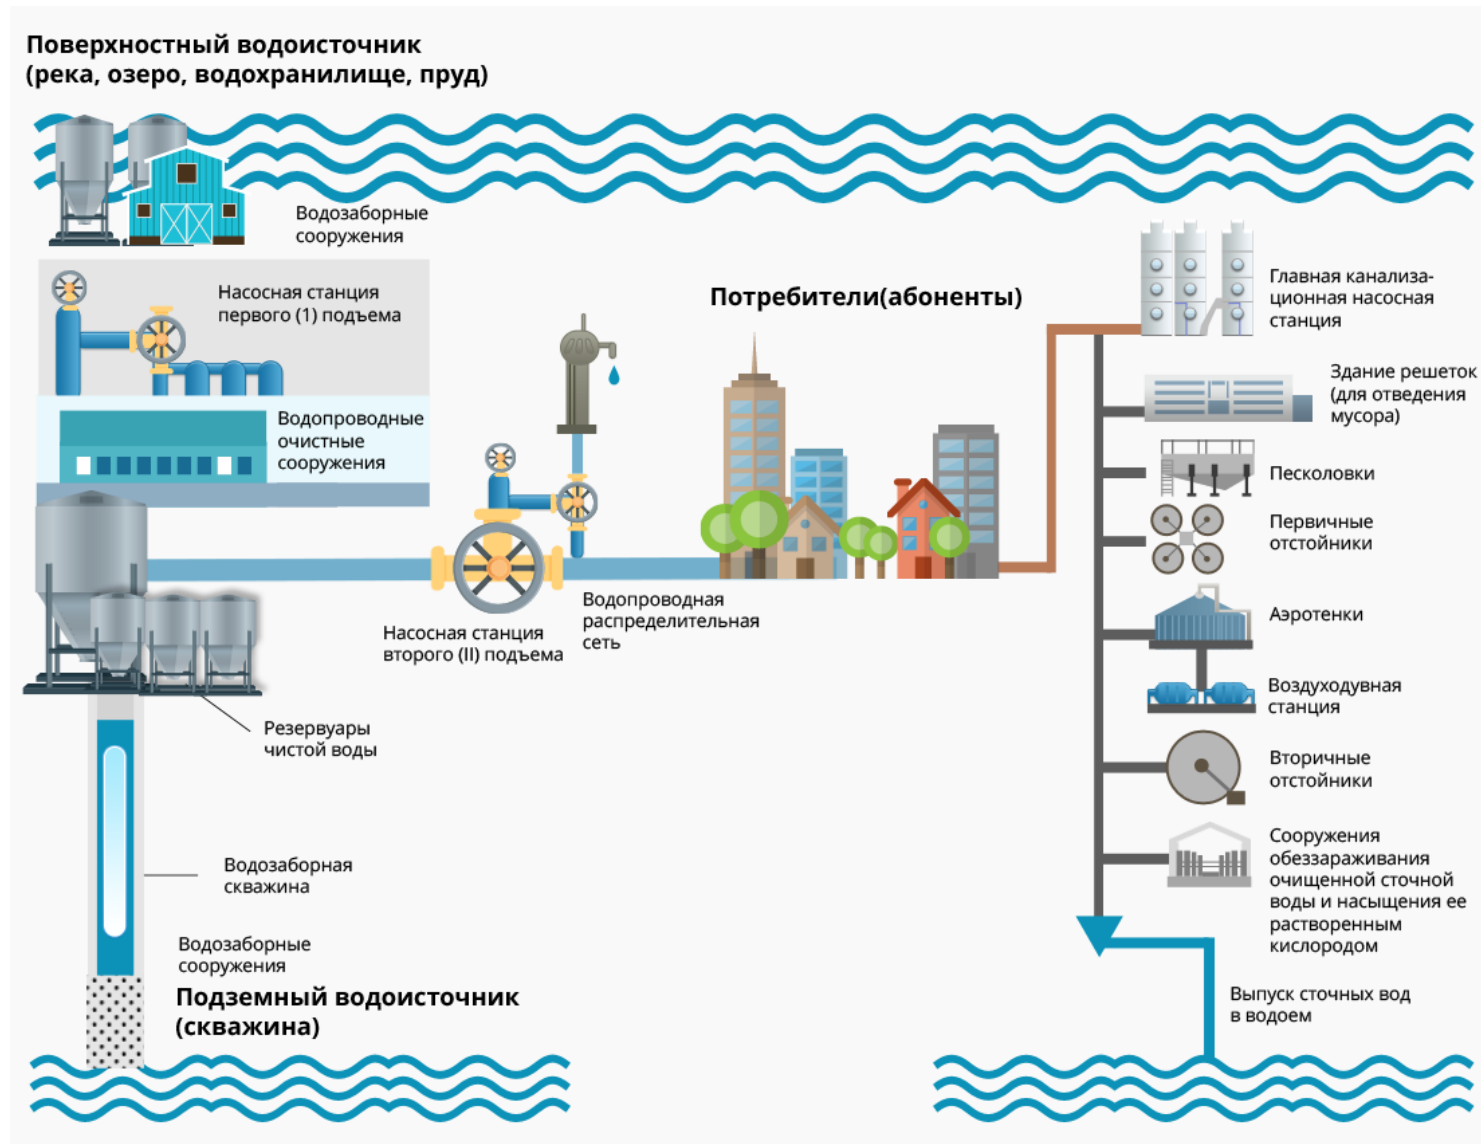 Поверхностный водоисточник
(река, озеро, водохранилище, пруд)
Водозаборные
сооружения
Насосная станция
первого (1) подъема
Водопроводные
очистные
сооружения
Насосная станция
второго (II) подъема
Водопроводная
распределительная
сеть
Резервуары
чистой воды
Водозаборная
скважина
Водозаборные
сооружения
Подземный водоисточник
(скважина)
Потребители(абоненты)
Главная канализа-
ционная насосная
станция
Здание решеток
(для отведения
мусора)
Песколовки
Первичные
отстойники
Аэротенки
Воздуходувная
станция
Вторичные
отстойники
Сооружения
обеззараживания
очищенной сточной
воды и насыщения ее
растворенным
кислородом
Выпуск сточных вод
в водоем